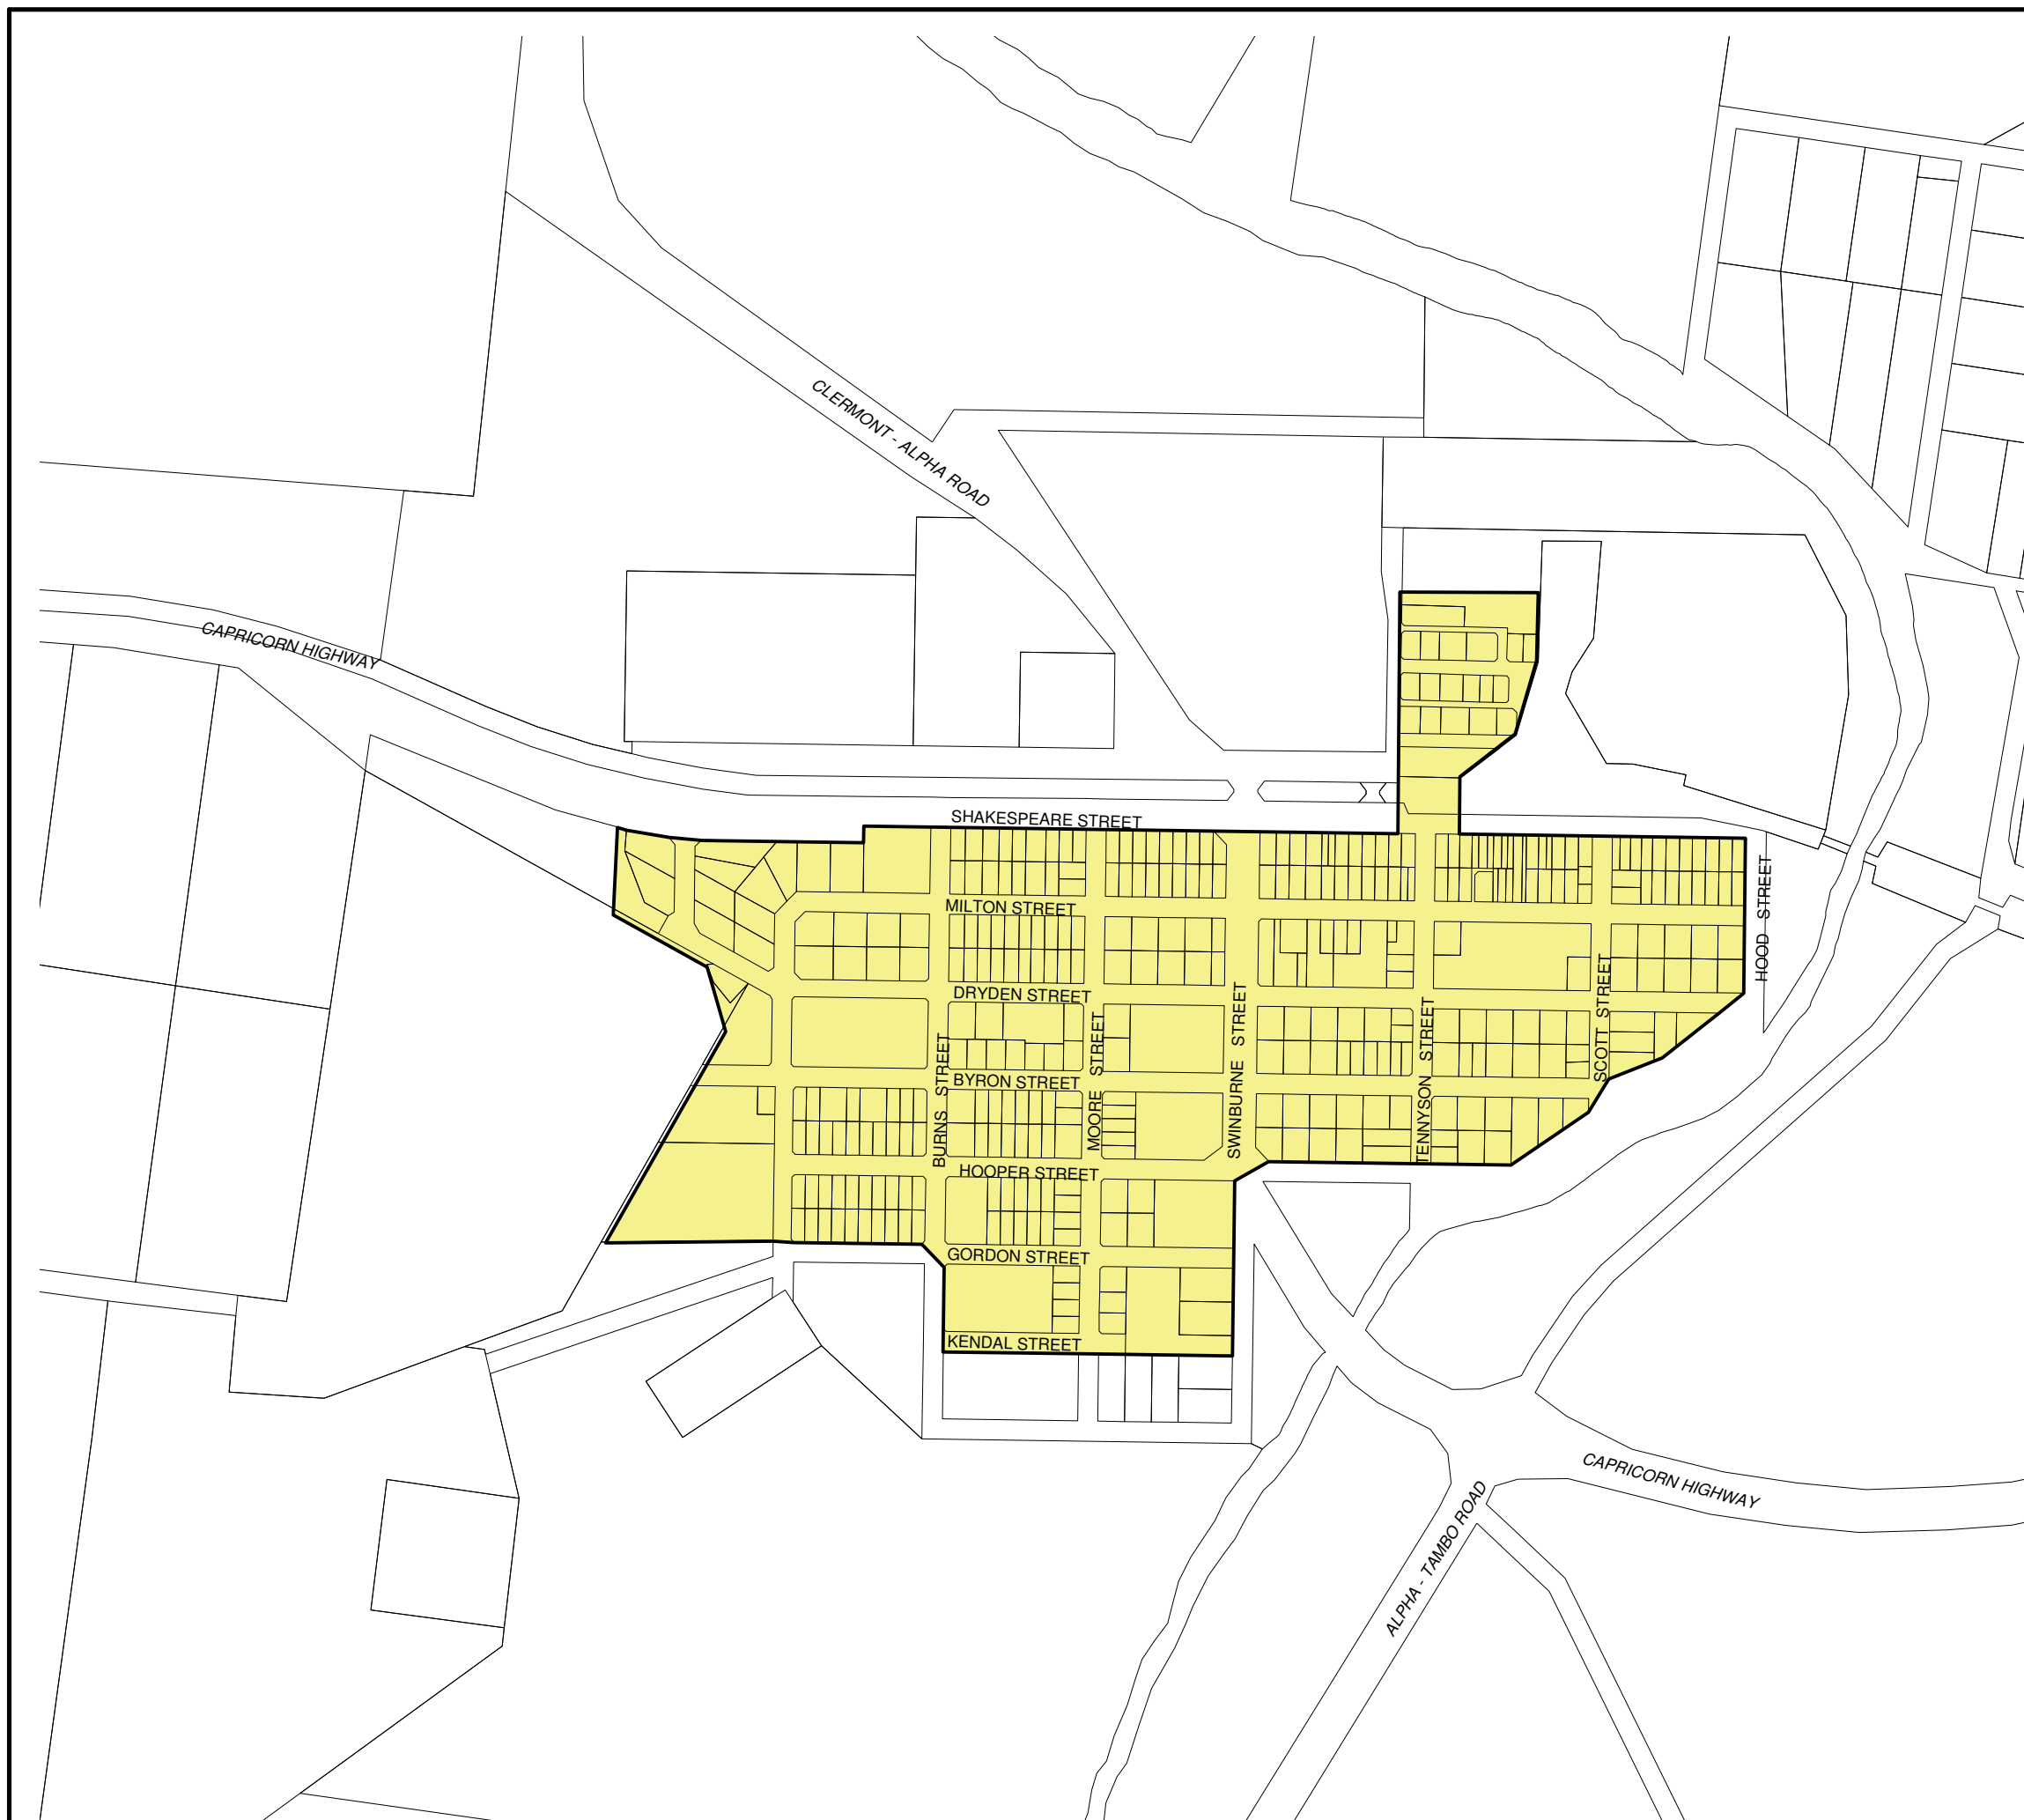 CLERMONT - ALPHA ROAD
CAPRICORN HIGHWAY
SHAKESPEARE STREET
MILTON STREET
HOOD STREET
DRYDEN STREET
BYRON STREET
BURNS STREET
MOORE STREET
SWINBURNE STREET
TENNYSON STREET
SCOTT STREET
HOOPER STREET
GORDON STREET
KENDAL STREET
CAPRICORN HIGHWAY
ALPHA - TAMBO ROAD